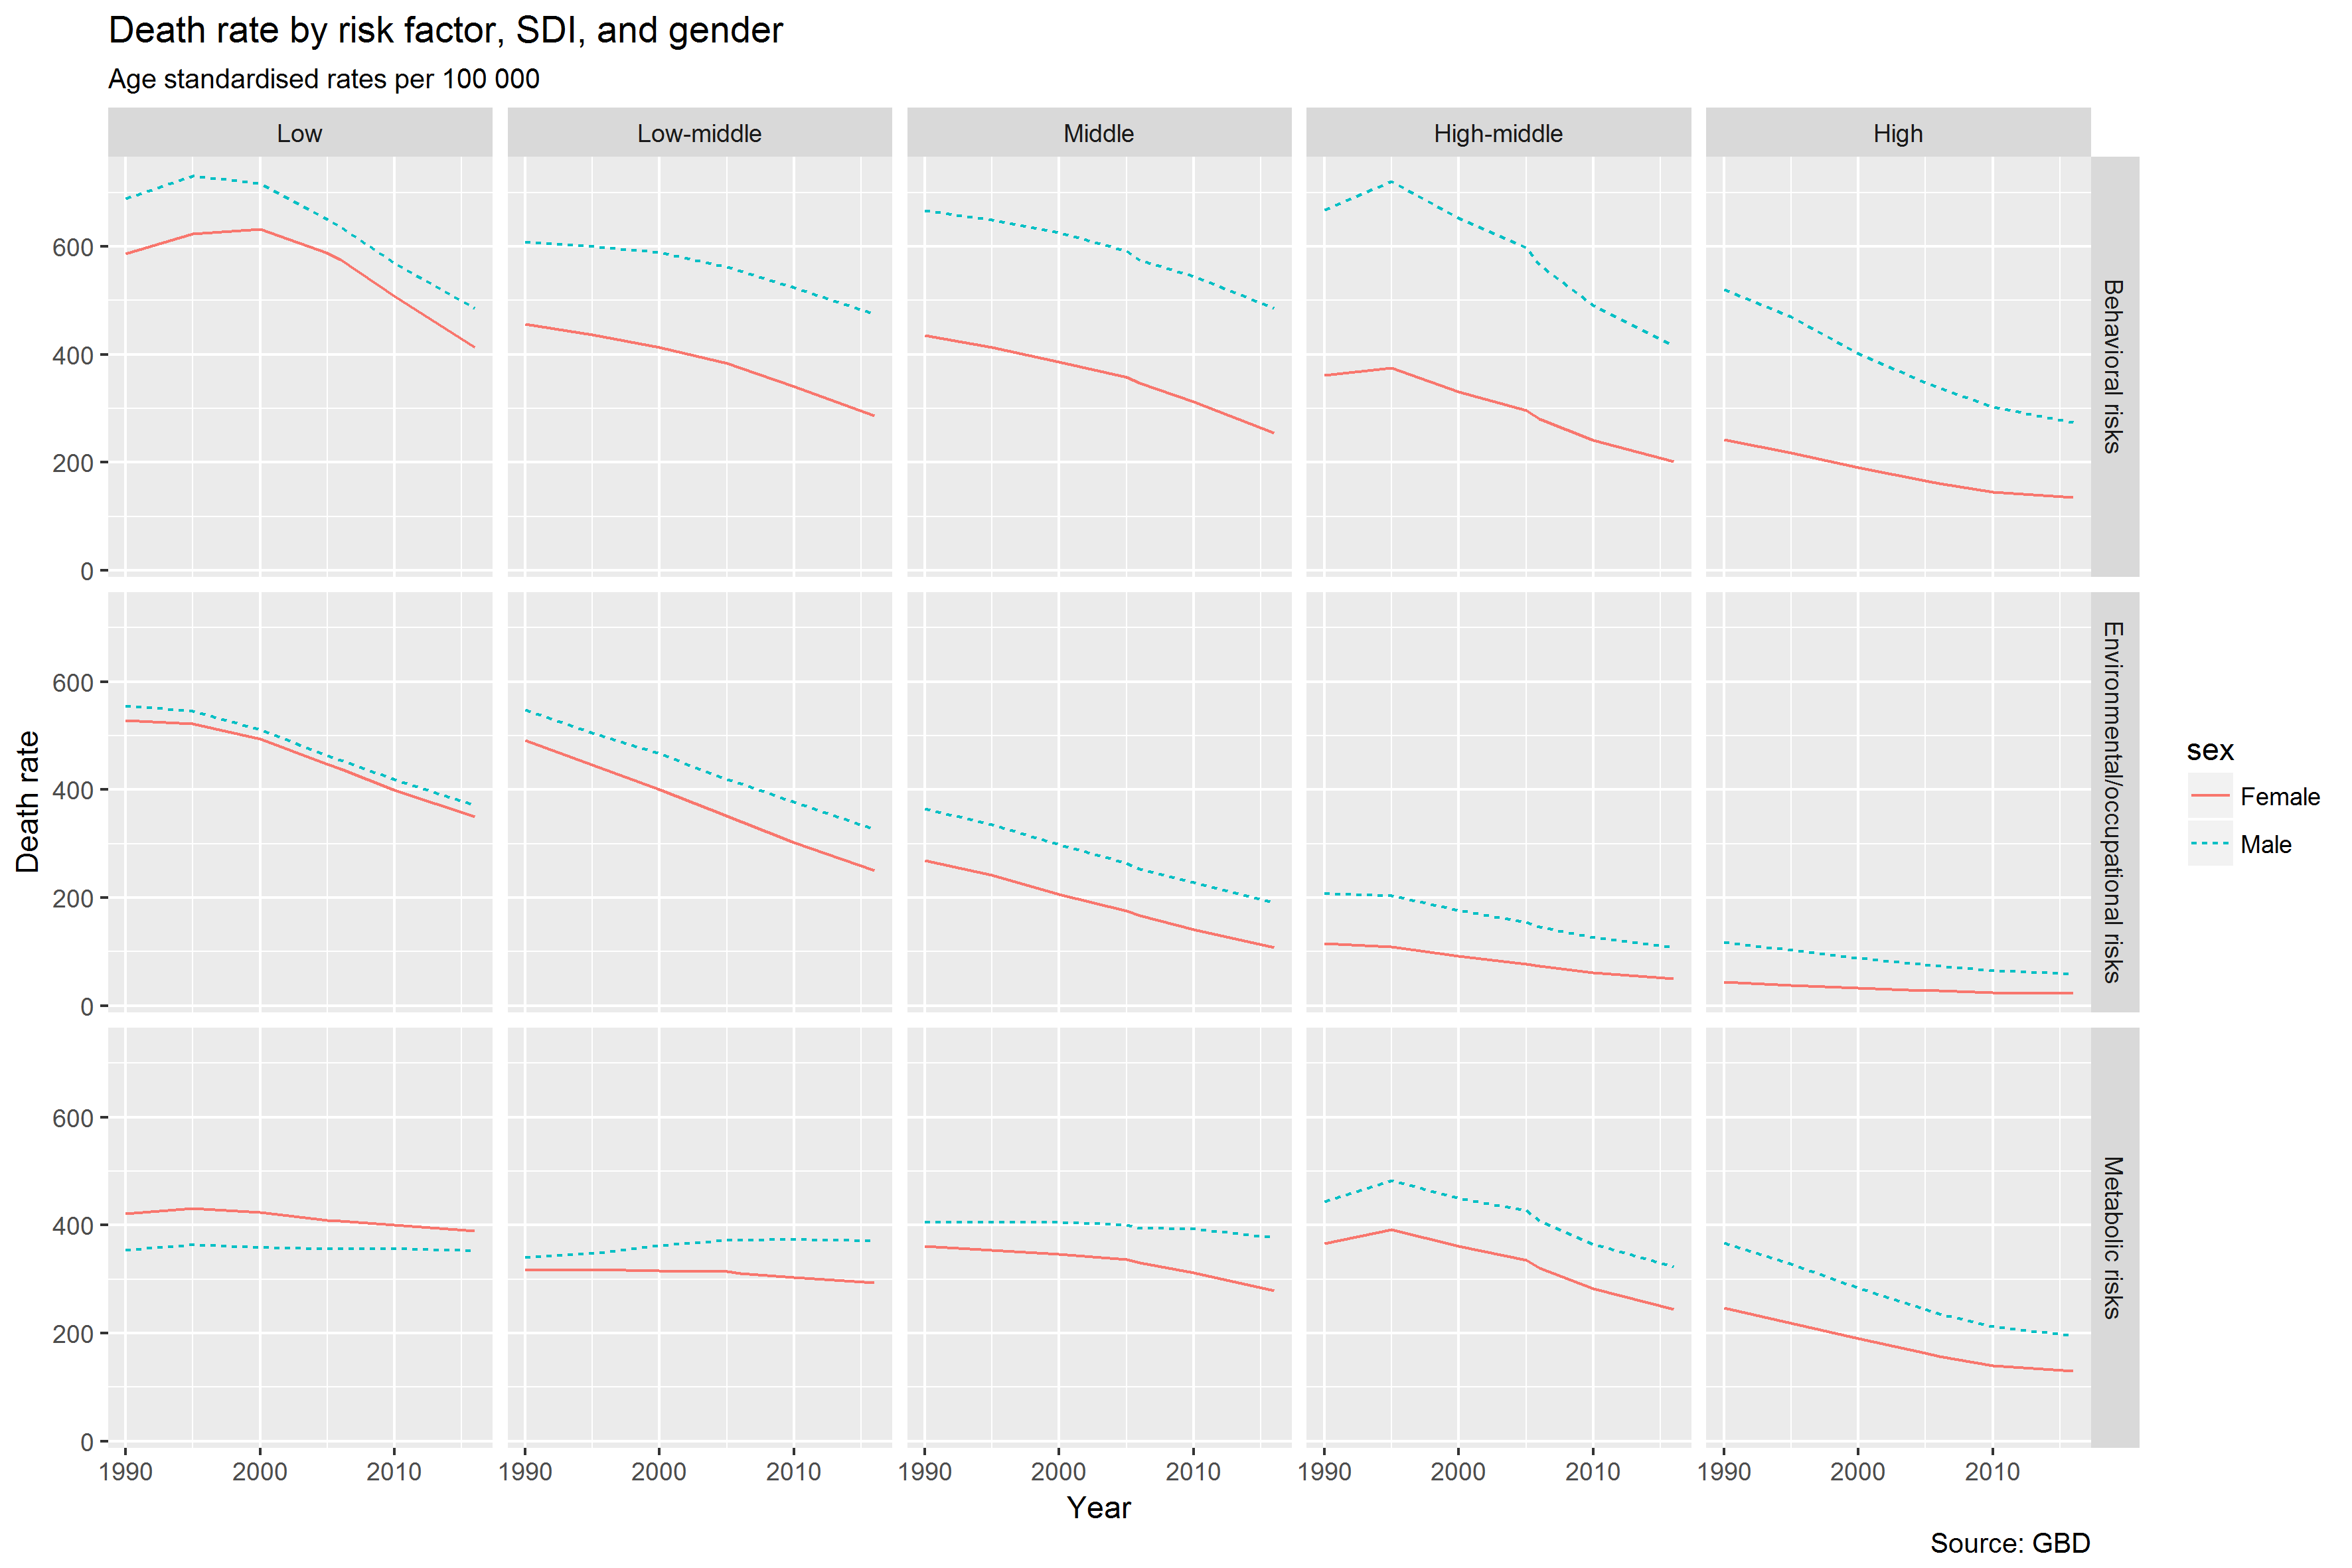 Death rate by risk factor, SDI, and gender
Age standardised rates per 100 000
Low
Low-middle
Middle
High-middle
High
600
400
200
0
Behavioral risks
600
400
200
0
Environmental/occupational risks
600
400
200
0
Metabolic risks
Death rate
1990
2000
2010
1990
2000
2010
1990
2000
2010
1990
2000
2010
1990
2000
2010
Year
sex
Female
Male
Source: GBD